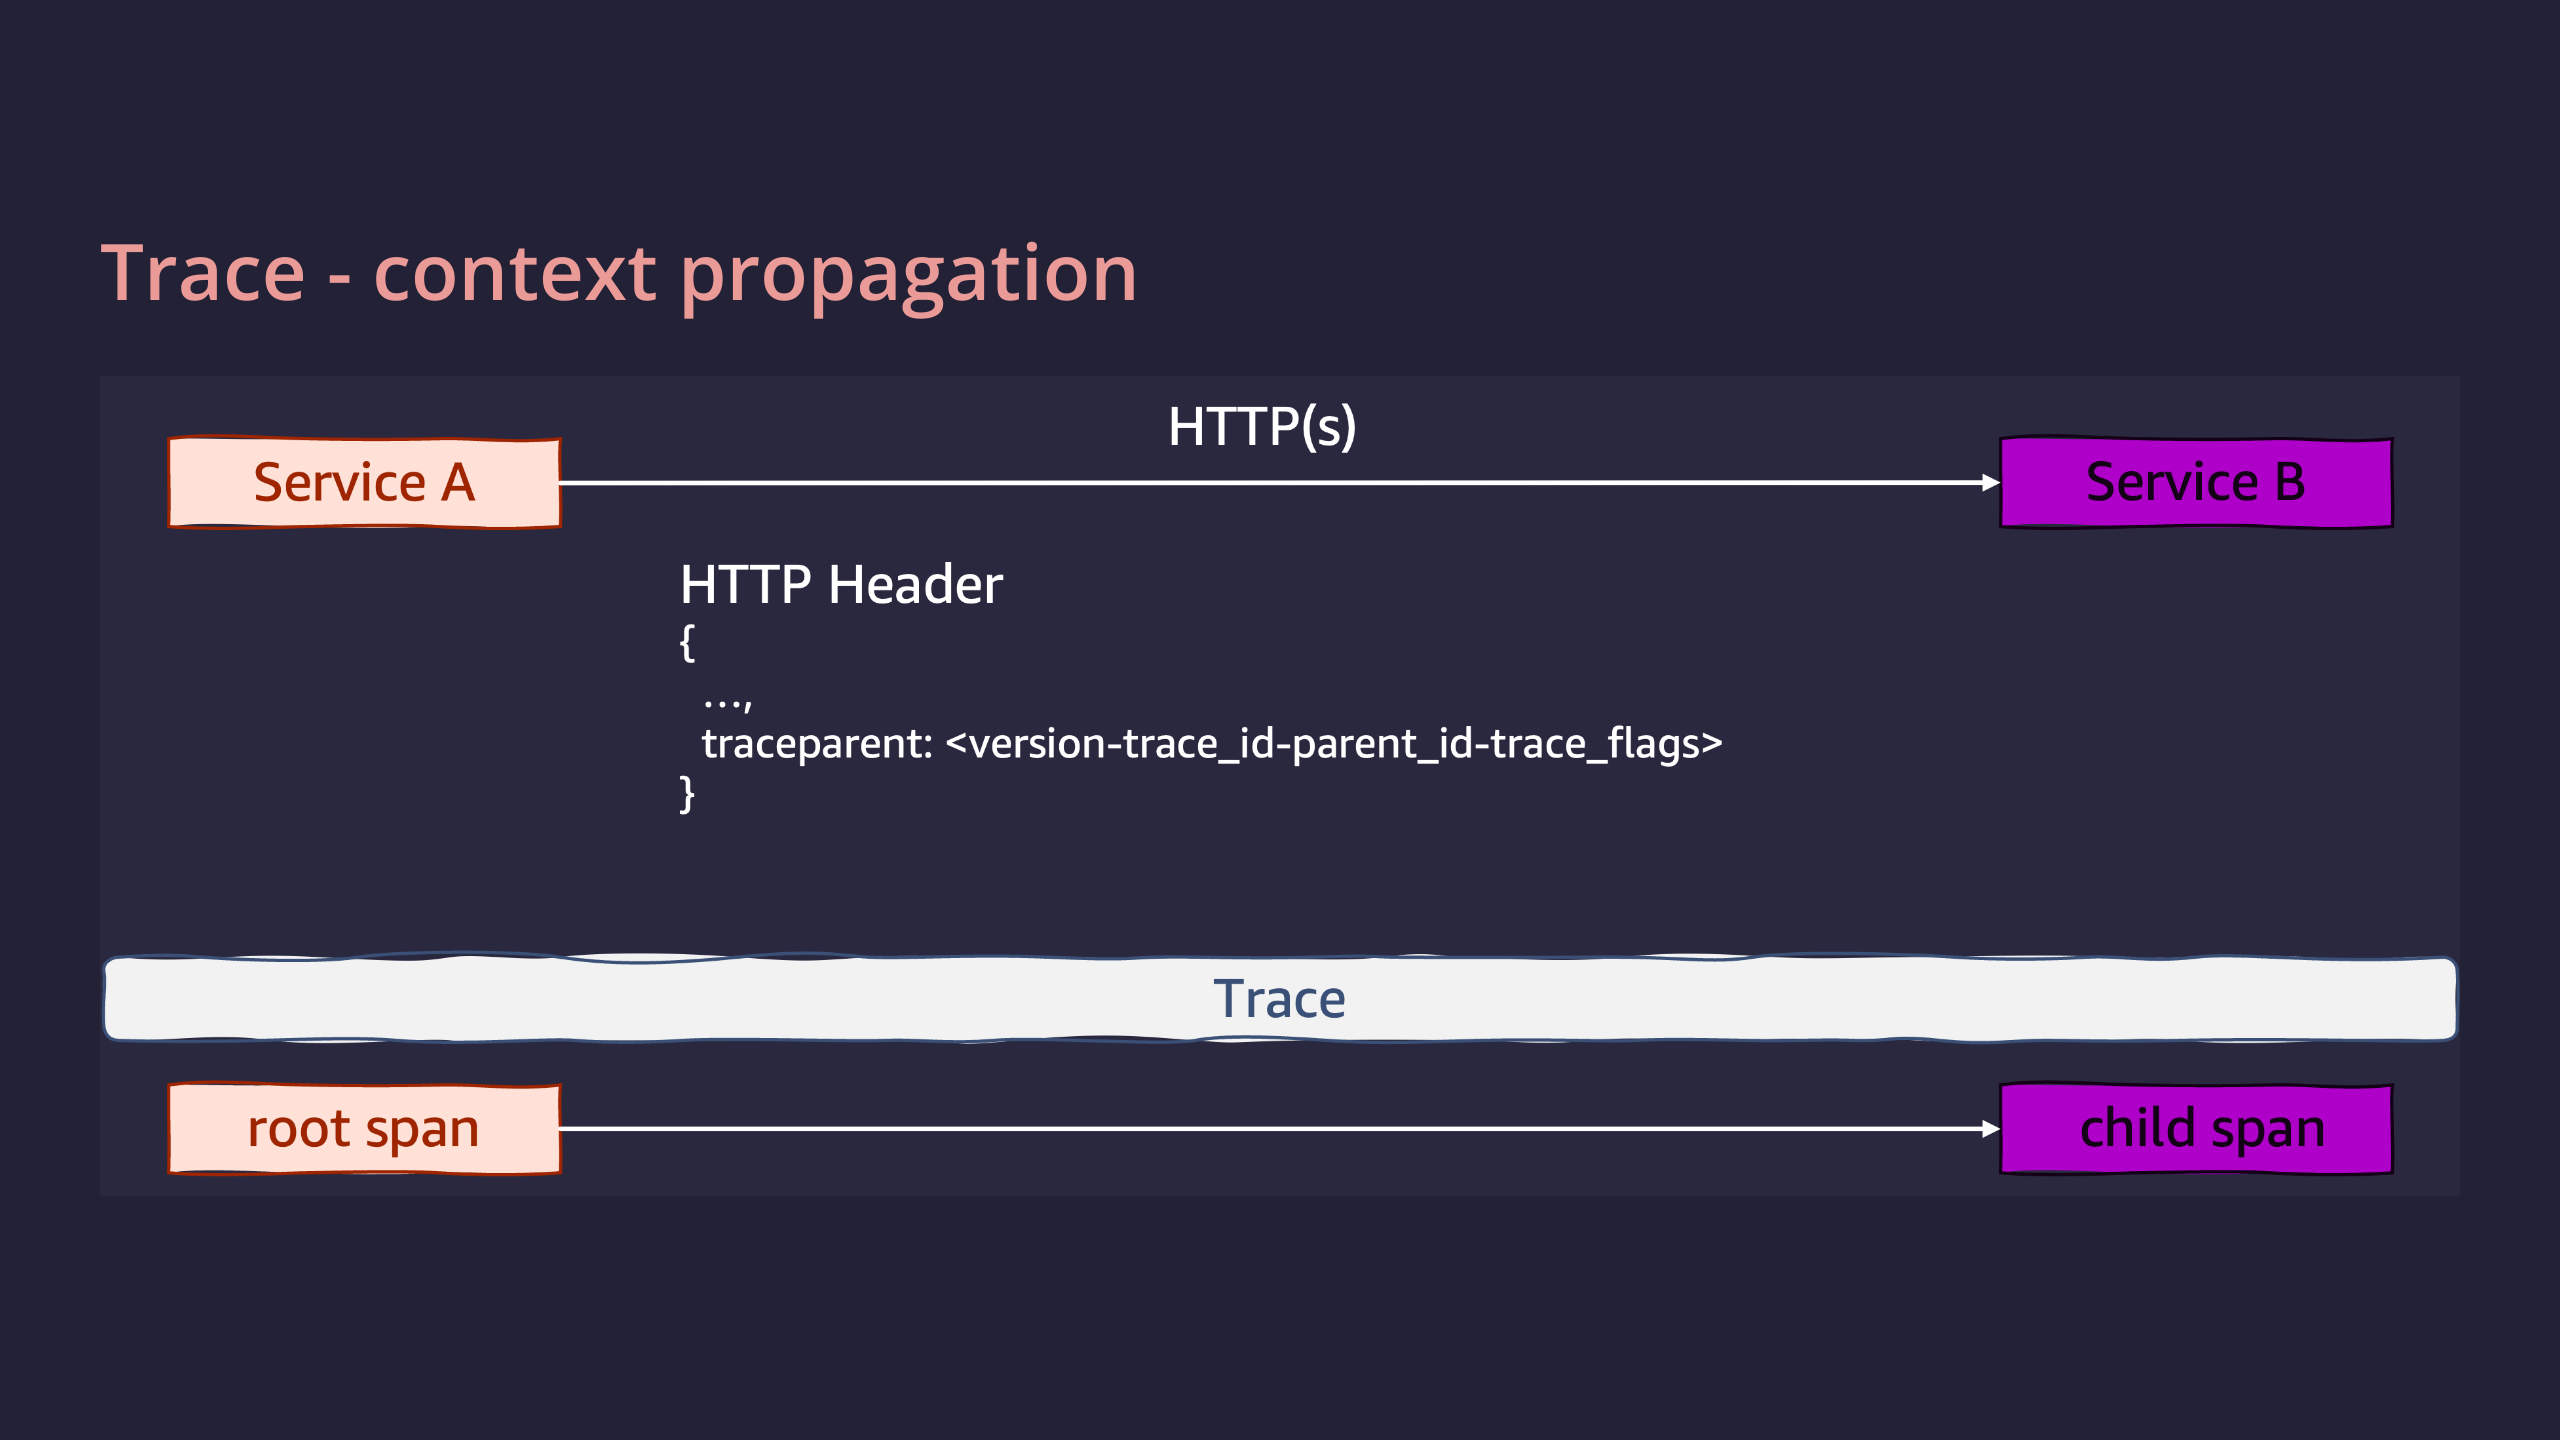 Trace - context propagation
HTTP(s)
Service A
Service B
HTTP Header
{
…,
traceparent: <version-trace_id-parent_id-trace_flags>
}
Trace
root span
child span